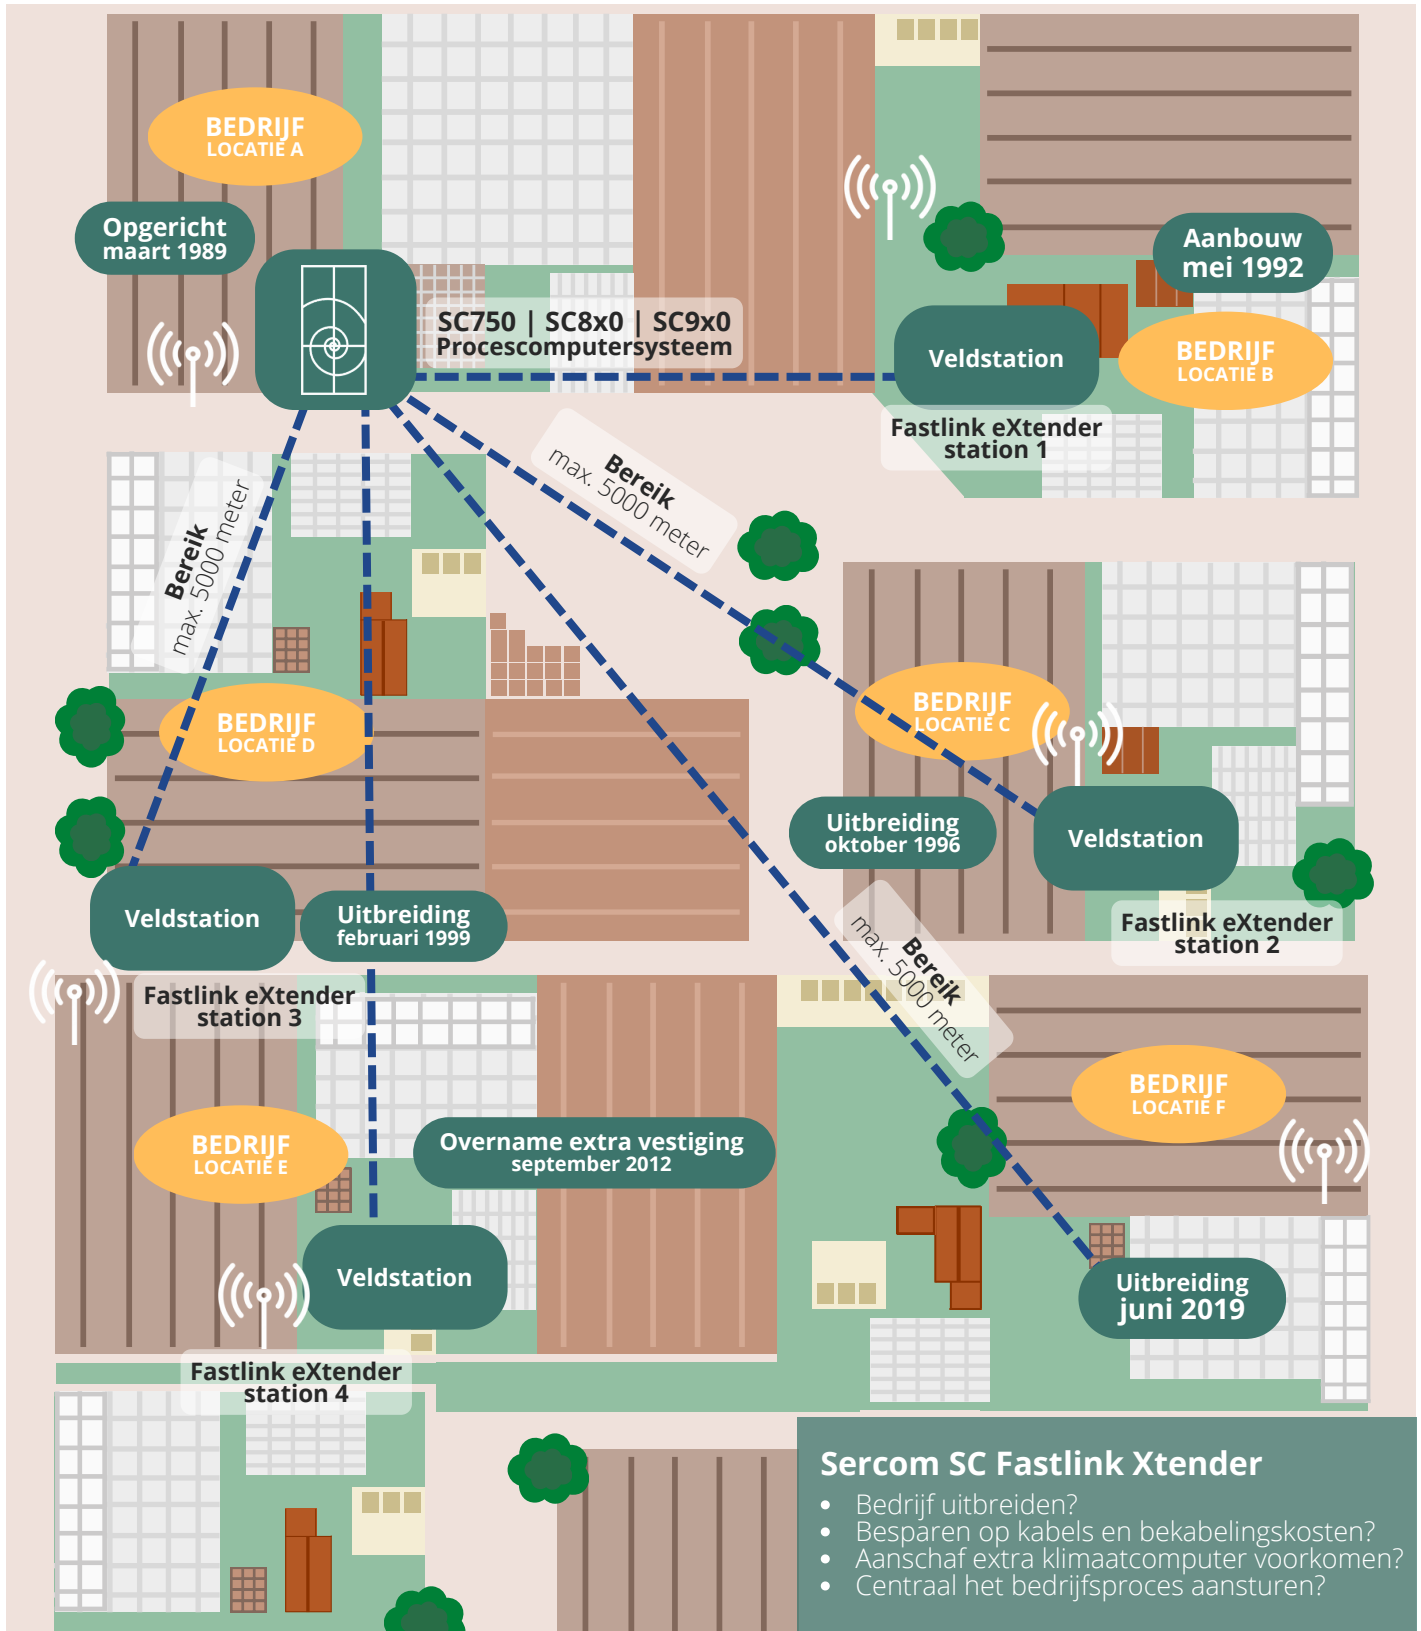 BEDRIJF
LOCATIE A
Opgericht
maart 1989
SC750 | SC8x0 | SC9x0
Procescomputersysteem
Aanbouw
mei 1992
Veldstation
BEDRIJF
LOCATIE B
Fastlink eXtender
station 1
Bereik
max. 5000 meter
Bereik
max. 5000 meter
BEDRIJF
LOCATIE C
BEDRIJF
LOCATIE D
Uitbreiding
oktober 1996
Veldstation
Fastlink eXtender
station 2
Veldstation
Uitbreiding
februari 1999
Fastlink eXtender
station 3
Bereik
max. 5000 meter
BEDRIJF
LOCATIE F
BEDRIJF
LOCATIE E
Overname extra vestiging
september 2012
Veldstation
Uitbreiding
juni 2019
Fastlink eXtender
station 4
Sercom SC Fastlink Xtender
• Bedrijf uitbreiden?
• Besparen op kabels en bekabelingskosten?
• Aanschaf extra klimaatcomputer voorkomen?
• Centraal het bedrijfsproces aansturen?